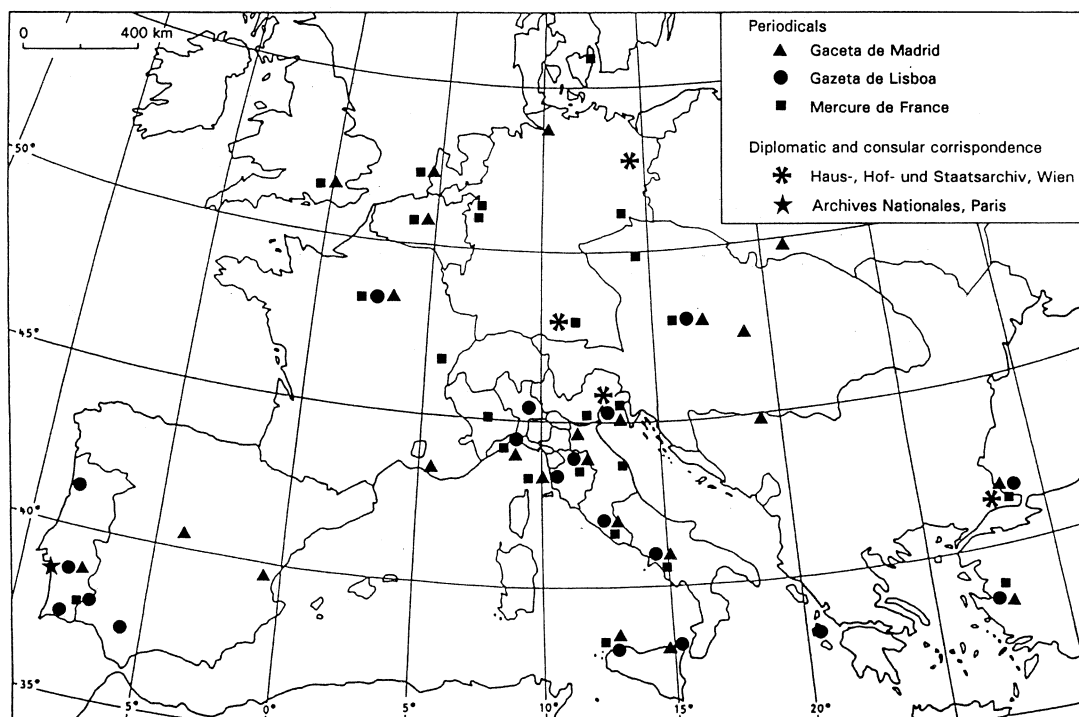 0 400 km
Periodicals
Gaceta de Madrid
Gazeta de Lisboa
Mercure de France
Diplomatic and consular corrispondence
Haus-, Hof- und Staatsarchiv, Wien
Archives Nationales, Paris
50°
45°
40°
35°
5° 0° 5° 10° 15° 20°